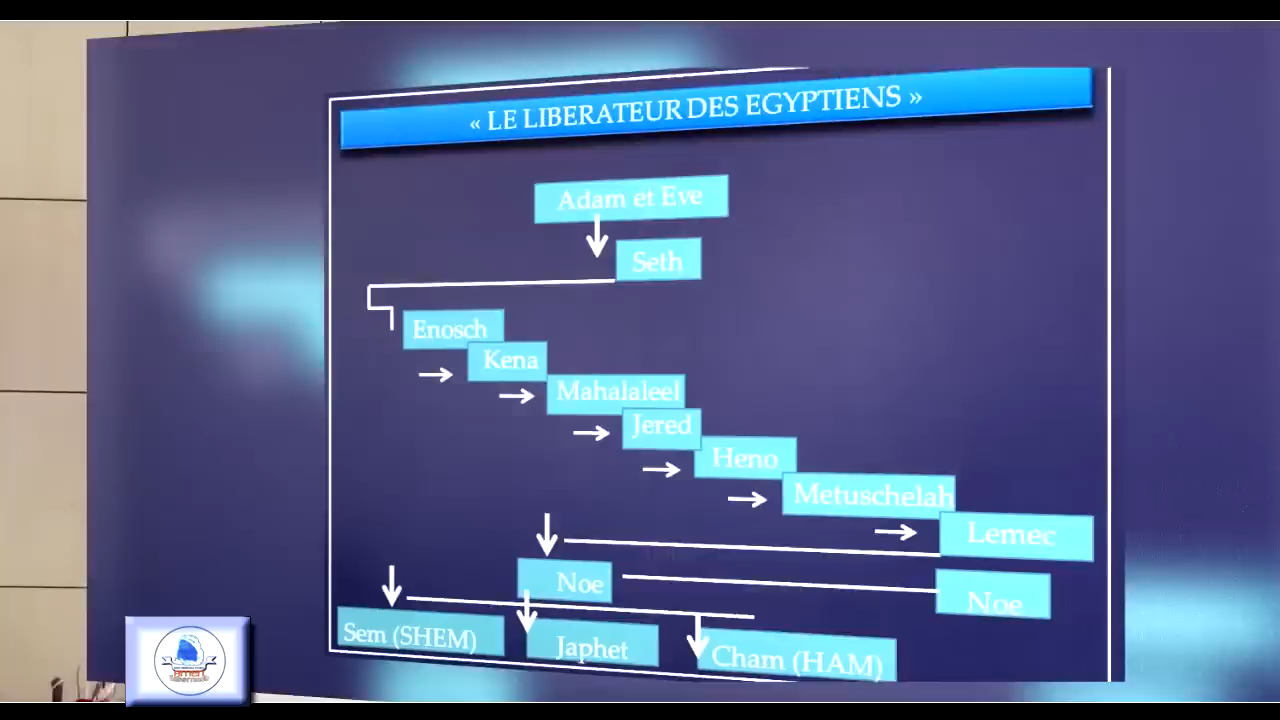 « LE LIBERATEUR DES EGYPTIENS »
Adam et Eve
Seth
Enosch
Kena
Mahalaleel
Jered
Heno
Metuschelah
Lemec
Noe
Noe
Sem (SHEM)
Japhet
Cham (HAM)